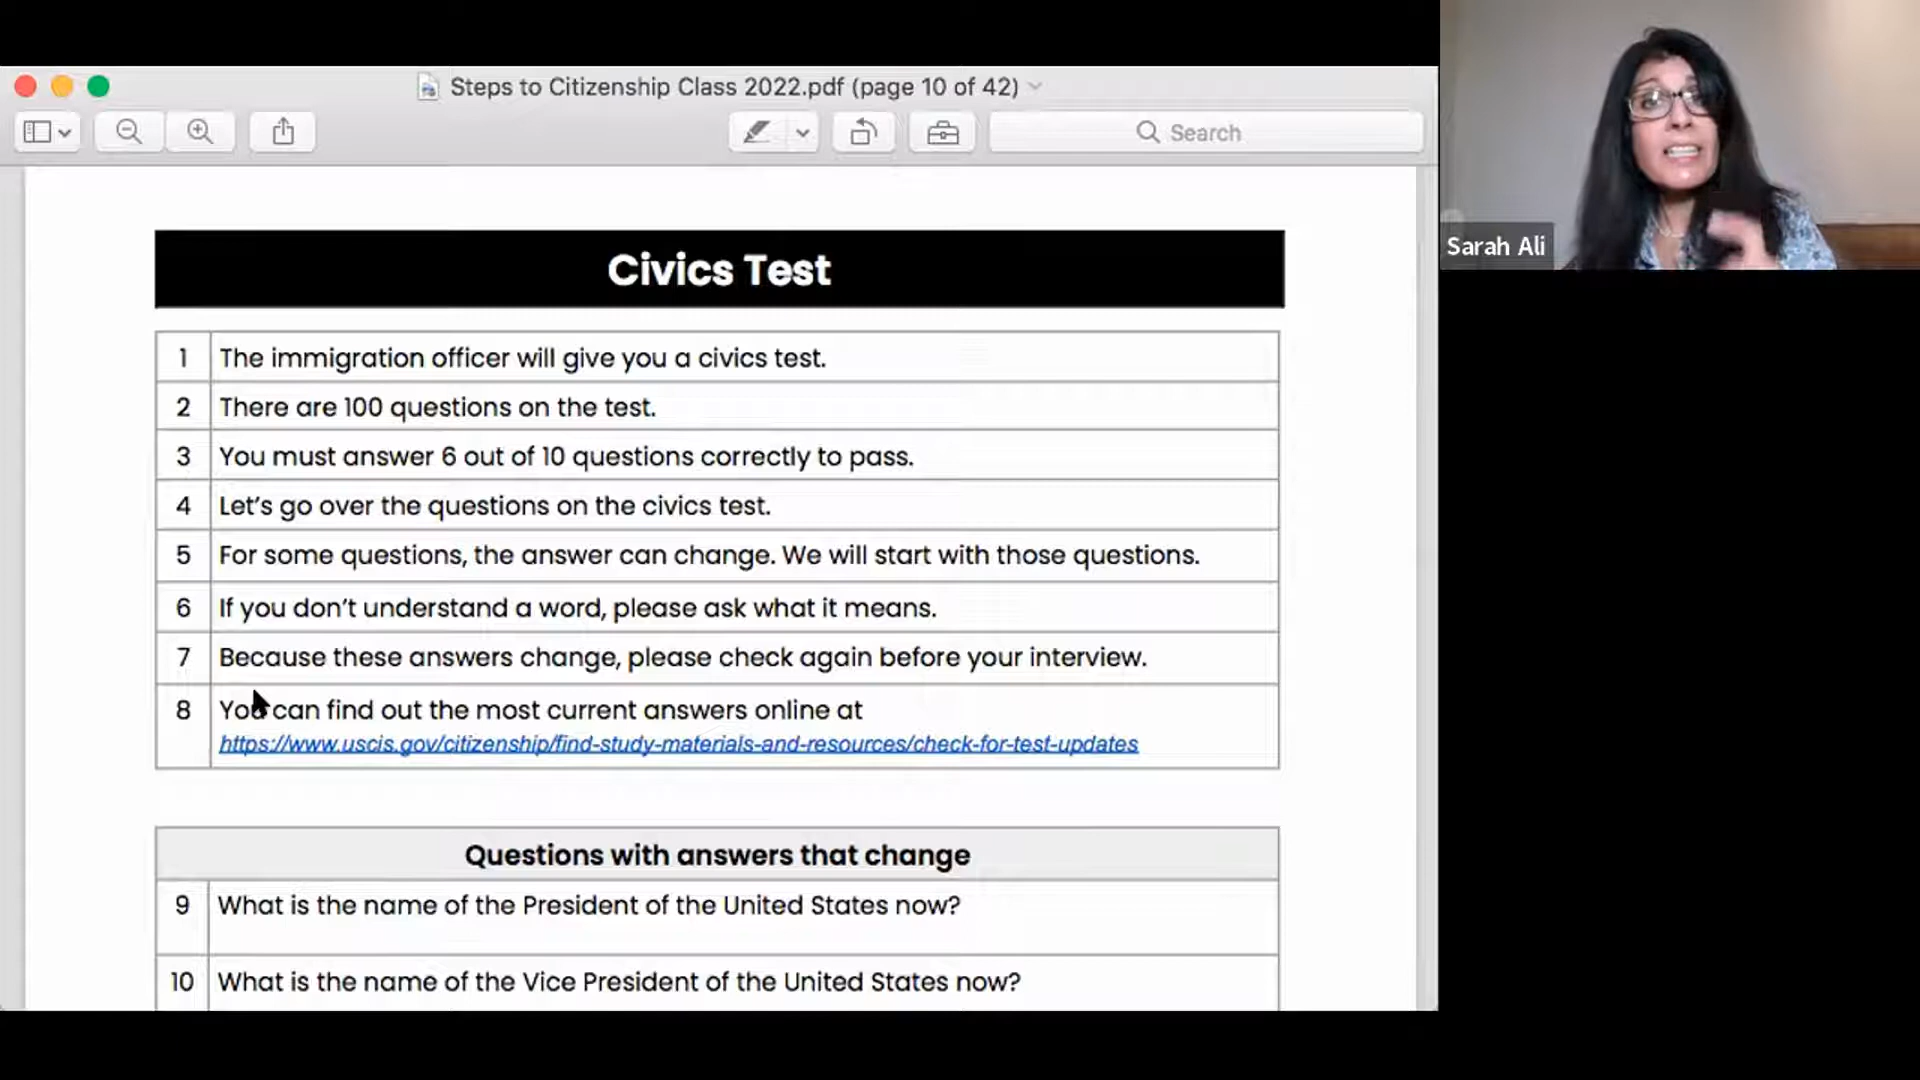 Steps to Citizenship Class 2022.pdf (page 10 of 42)
Search
Sarah Ali
Civics Test
1 The immigration officer will give you a civics test.
2 There are 100 questions on the test.
3 You must answer 6 out of 10 questions correctly to pass.
4 Let's go over the questions on the civics test.
5 For some questions, the answer can change. We will start with those questions.
6 If you don't understand a word, please ask what it means.
7 Because these answers change, please check again before your interview.
8 You can find out the most current answers online at
https://www.uscis.gov/citizenship/find-study-materials-and-resources/check-for-test-updates
Questions with answers that change
9 What is the name of the President of the United States now?
10 What is the name of the Vice President of the United States now?